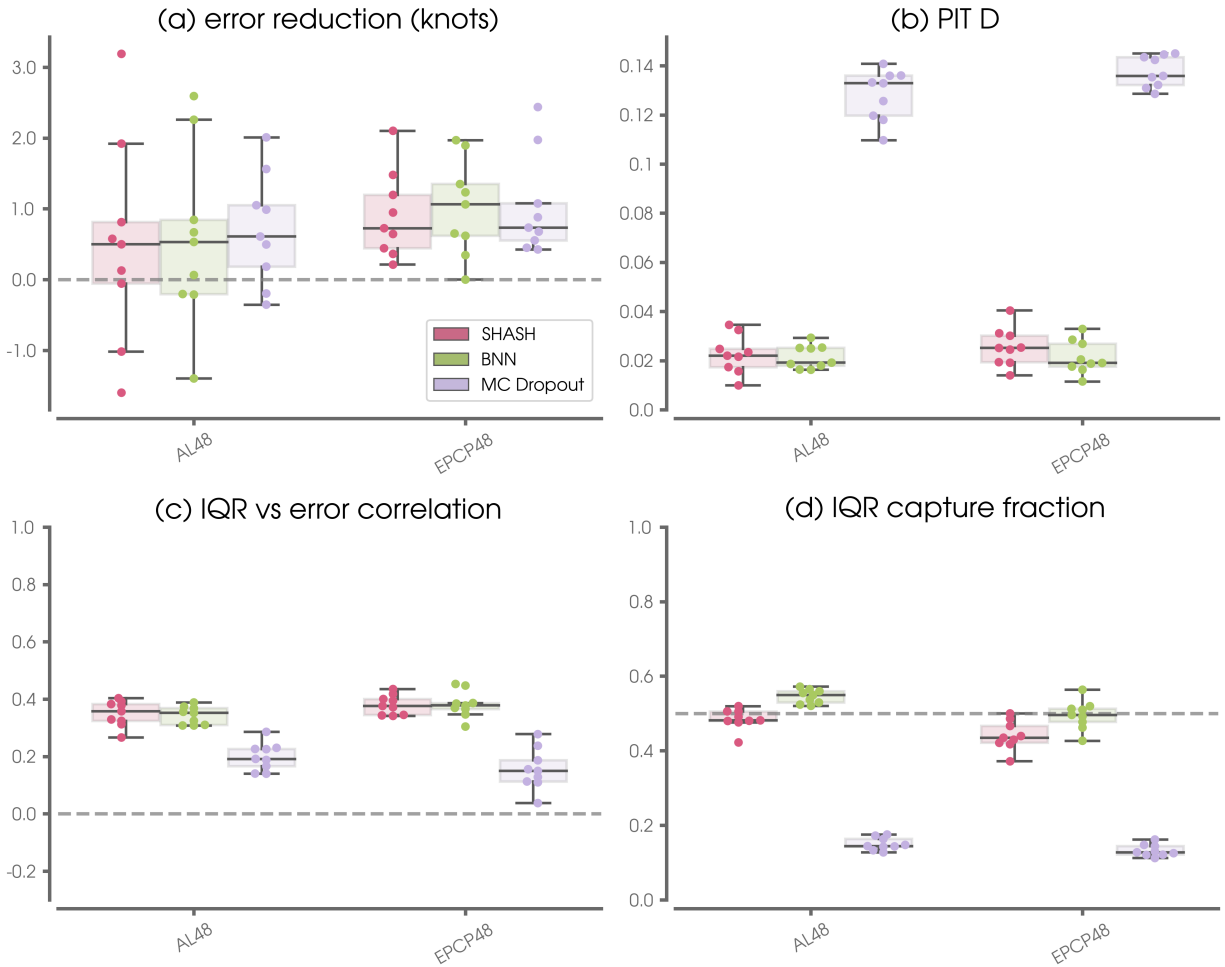 (a) error reduction (knots)
3.0
2.0
1.0
0.0
-1.0
SHASH
BNN
MC Dropout
AL48
EPCP48
(b) PIT D
0.14
0.12
0.1
0.08
0.06
0.04
0.02
0.0
AL48
EPCP48
(c) IQR vs error correlation
1.0
0.8
0.6
0.4
0.2
0.0
-0.2
AL48
EPCP48
(d) IQR capture fraction
1.0
0.8
0.6
0.4
0.2
0.0
AL48
EPCP48